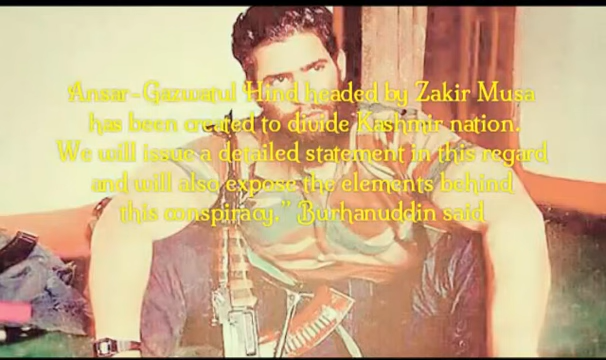 Ansar-Gazwatul Hind headed by Zakir Musa
has been created to divide Kashmir nation.
We will issue a detailed statement in this regard
and will also expose the elements behind
this conspiracy," Burhanuddin said